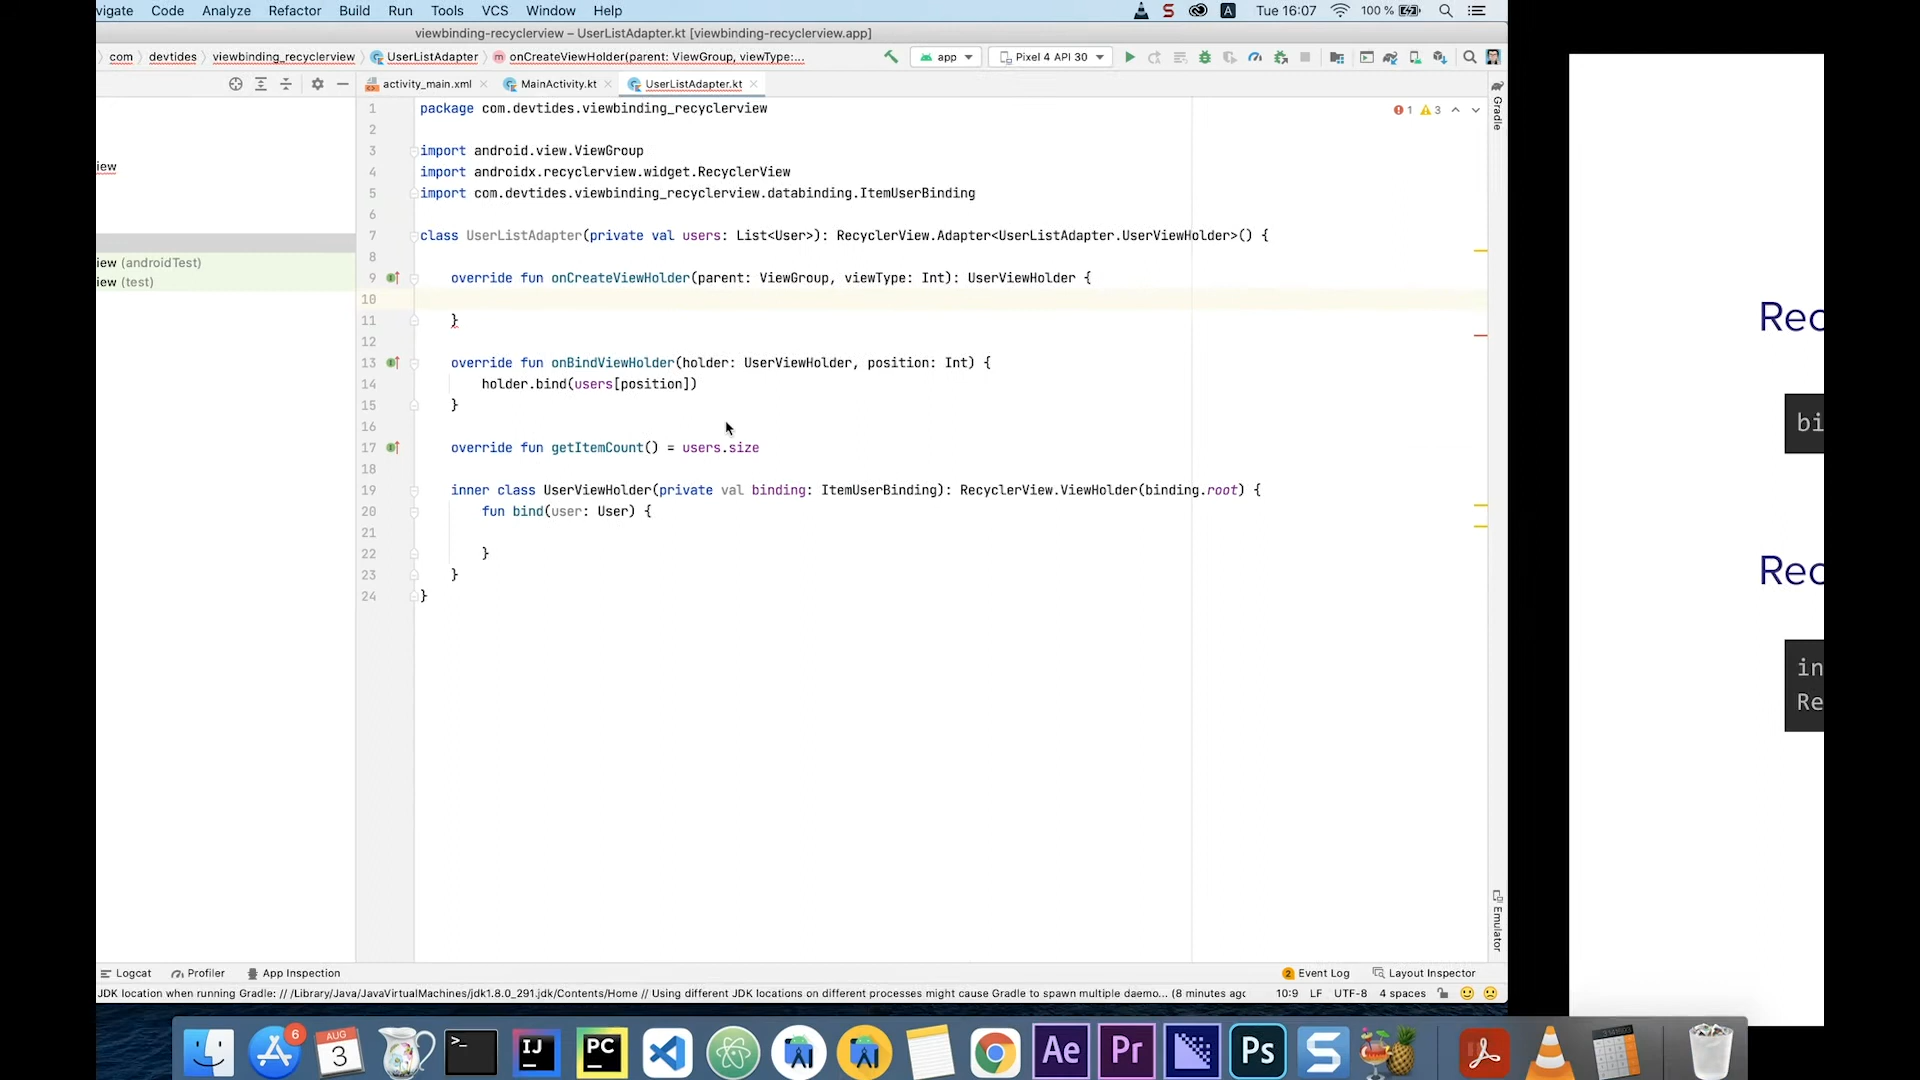 vigate Code Analyze Refactor Build Run Tools VCS Window Help
Tue 16:07 100 %
viewbinding-recyclerview – UserListAdapter.kt [viewbinding-recyclerview.app]
com devtides viewbinding_recyclerview UserListAdapter onCreateViewHolder(parent: ViewGroup, viewType:...
app Pixel 4 API 30
activity_main.xml MainActivity.kt UserListAdapter.kt
1 package com.devtides.viewbinding_recyclerview
1 3
2
3 import android.view.ViewGroup
4 import androidx.recyclerview.widget.RecyclerView
5 import com.devtides.viewbinding_recyclerview.databinding.ItemUserBinding
6
7 class UserListAdapter(private val users: List<User>): RecyclerView.Adapter<UserListAdapter.UserViewHolder>() {
8
9 override fun onCreateViewHolder(parent: ViewGroup, viewType: Int): UserViewHolder {
10
11 }
12
13 override fun onBindViewHolder(holder: UserViewHolder, position: Int) {
14 holder.bind(users[position])
15 }
16
17 override fun getItemCount() = users.size
18
19 inner class UserViewHolder(private val binding: ItemUserBinding): RecyclerView.ViewHolder(binding.root) {
20 fun bind(user: User) {
21
22 }
23 }
24 }
iew
iew (androidTest)
iew (test)
Gradle
Emulator
Rec
bi
Rec
in
Re
Logcat Profiler App Inspection
2 Event Log Layout Inspector
JDK location when running Gradle: // /Library/Java/JavaVirtualMachines/jdk1.8.0_291.jdk/Contents/Home // Using different JDK locations on different processes might cause Gradle to spawn multiple daemo... (8 minutes agc
10:9 LF UTF-8 4 spaces
6
AUG
3
>_
IJ
PC
Ae
Pr
Ps
S